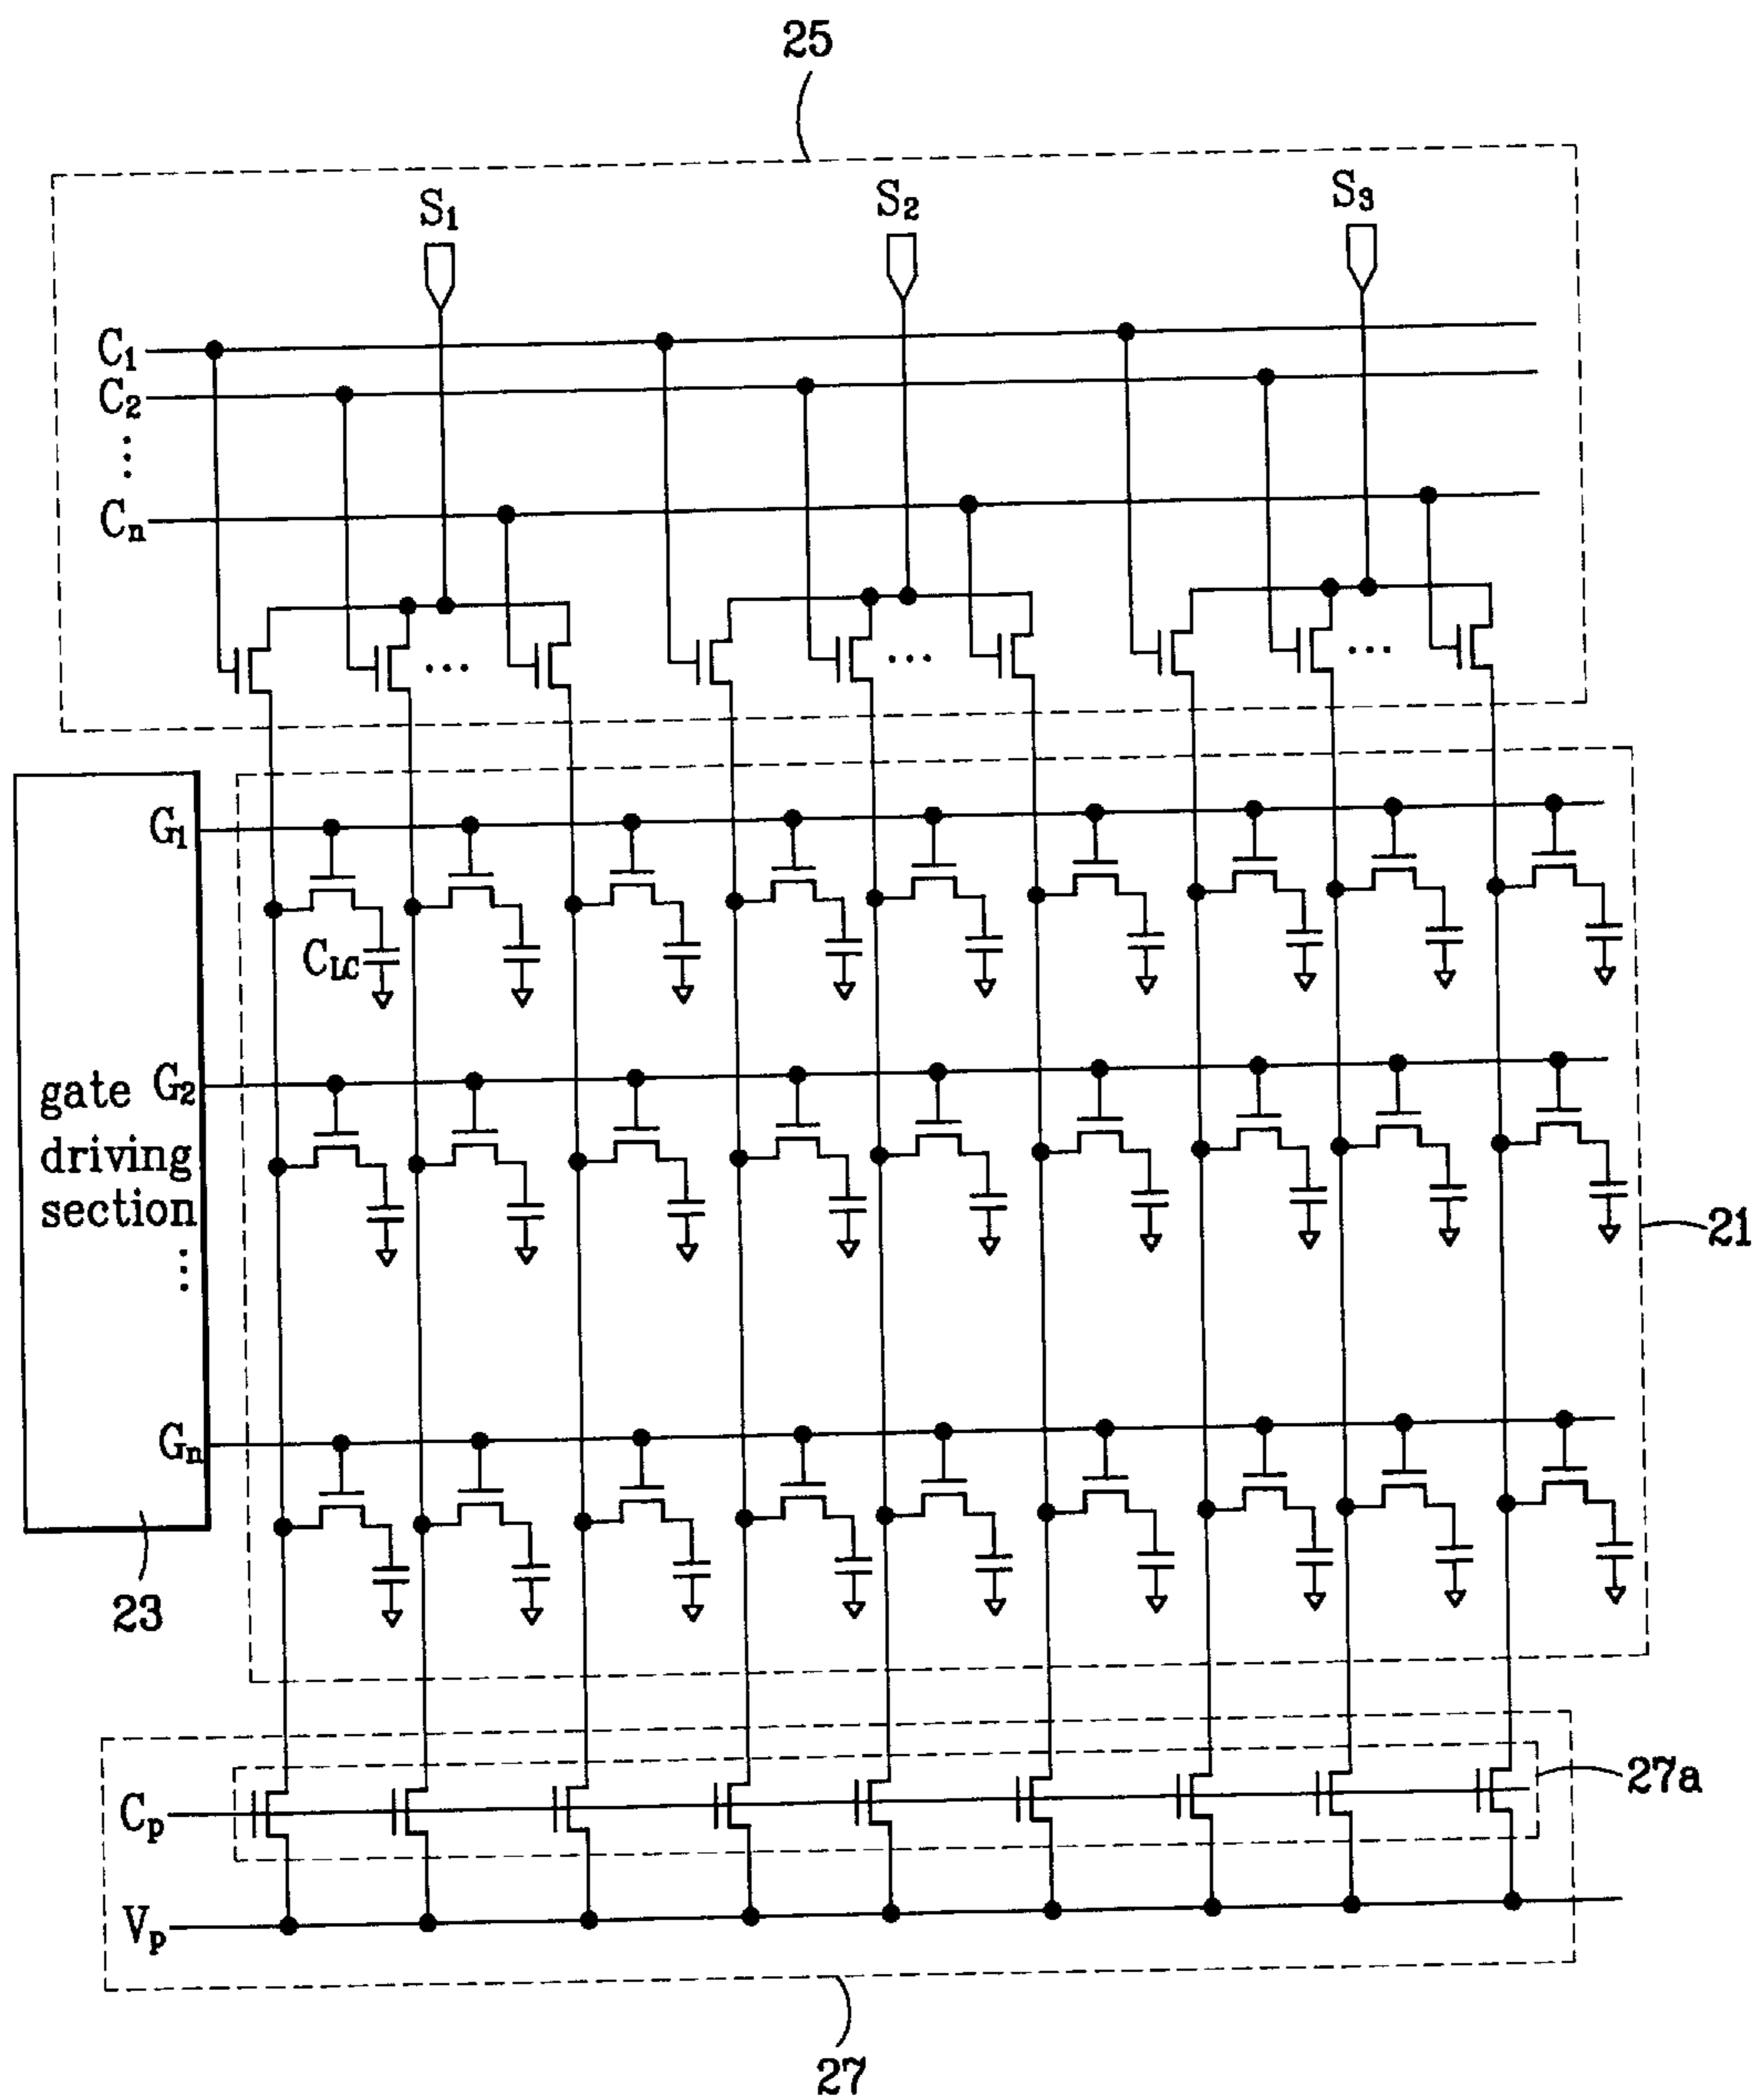 25
S₁ S₂ S₃
C₁
C₂
⋮
Cₙ
... ... ...
G₁
C_LC
gate G₂
driving
section
⋮
21
Gₙ
23
27a
Cₚ
Vₚ
27